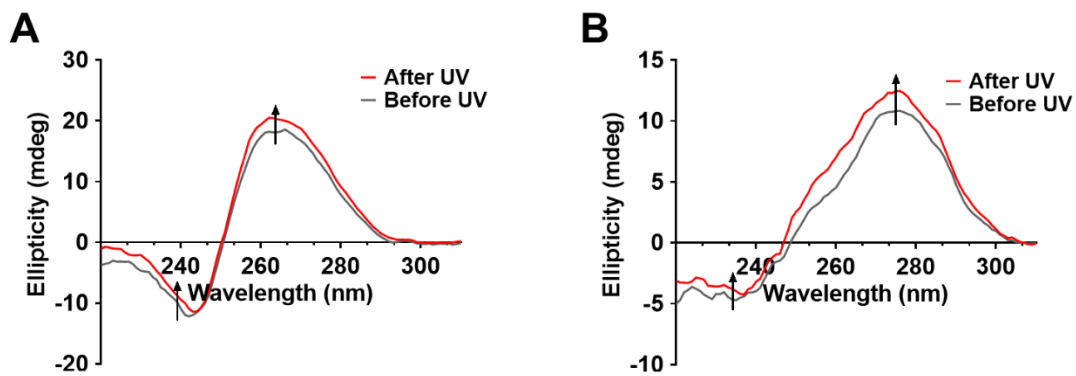 A
30
20
10
0
-10
-20
Ellipticity (mdeg)
After UV
Before UV
240
260
280
300
Wavelength (nm)
B
15
10
5
0
-5
-10
Ellipticity (mdeg)
After UV
Before UV
240
260
280
300
Wavelength (nm)